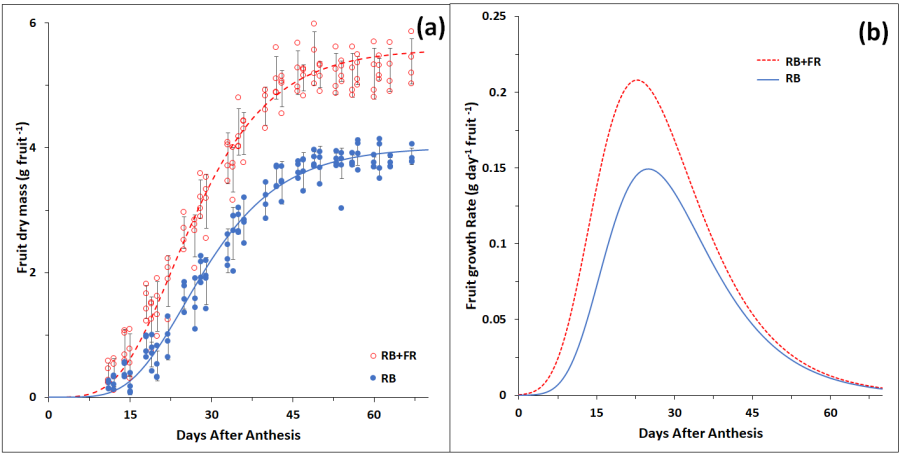 (a)
Fruit dry mass (g fruit⁻¹)
6
4
2
0
0
15
30
45
60
Days After Anthesis
RB+FR
RB
(b)
Fruit growth Rate (g day⁻¹ fruit ⁻¹)
0.25
0.2
0.15
0.1
0.05
0
0
15
30
45
60
Days After Anthesis
RB+FR
RB